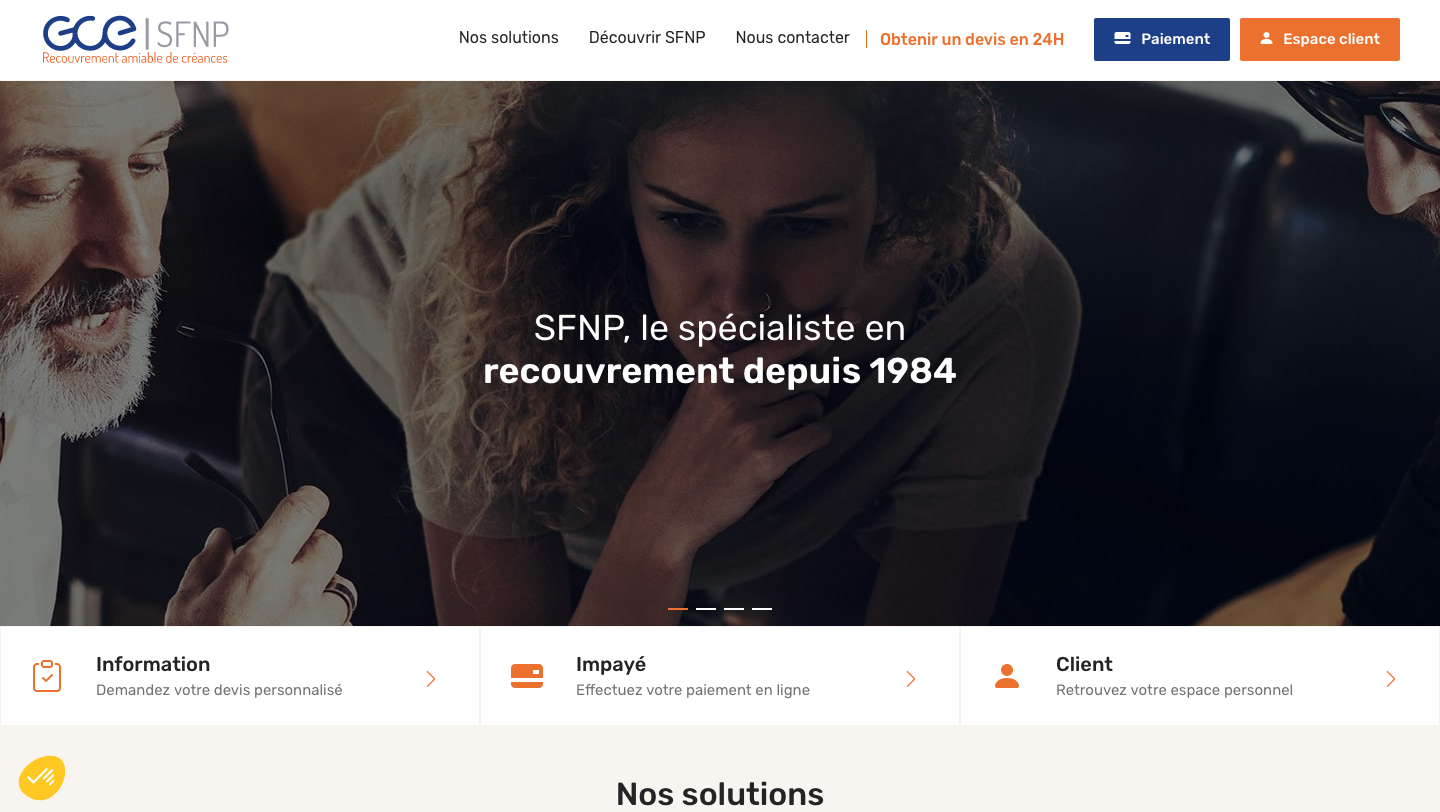 GCE | SFNP
Recouvrement amiable de créances
Nos solutions
Découvrir SFNP
Nous contacter
Obtenir un devis en 24H
Paiement
Espace client
SFNP, le spécialiste en
recouvrement depuis 1984
Information
Demandez votre devis personnalisé
Impayé
Effectuez votre paiement en ligne
Client
Retrouvez votre espace personnel
Nos solutions